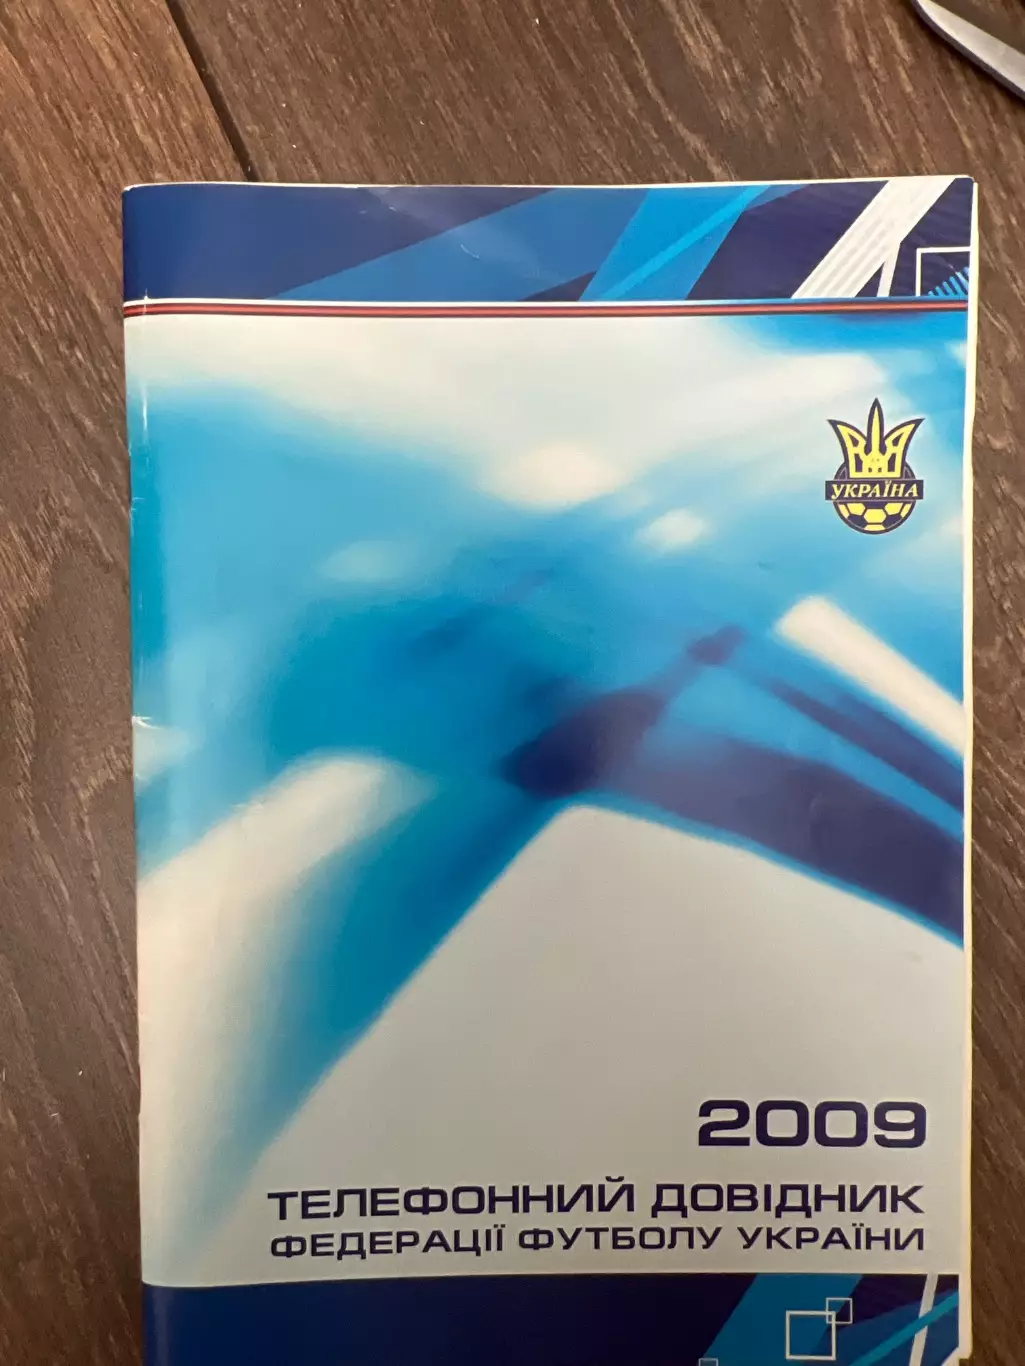 УКРАЇНА
2009
ТЕЛЕФОННИЙ ДОВІДНИК
ФЕДЕРАЦІЇ ФУТБОЛУ УКРАЇНИ